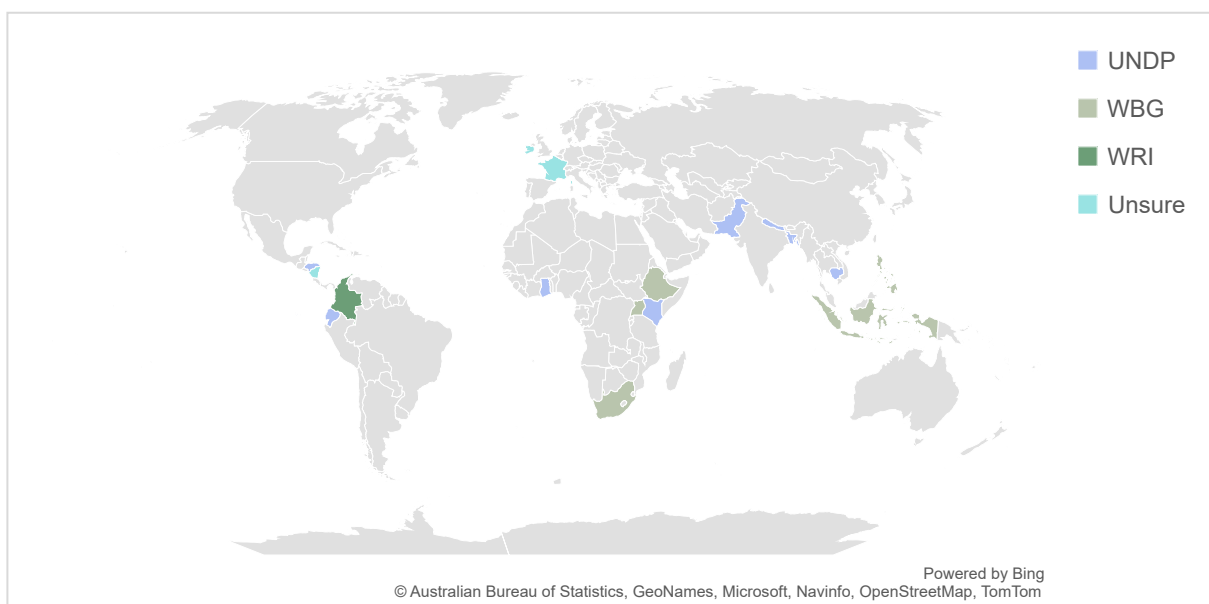 UNDP
WBG
WRI
Unsure
Powered by Bing
© Australian Bureau of Statistics, GeoNames, Microsoft, Navinfo, OpenStreetMap, TomTom